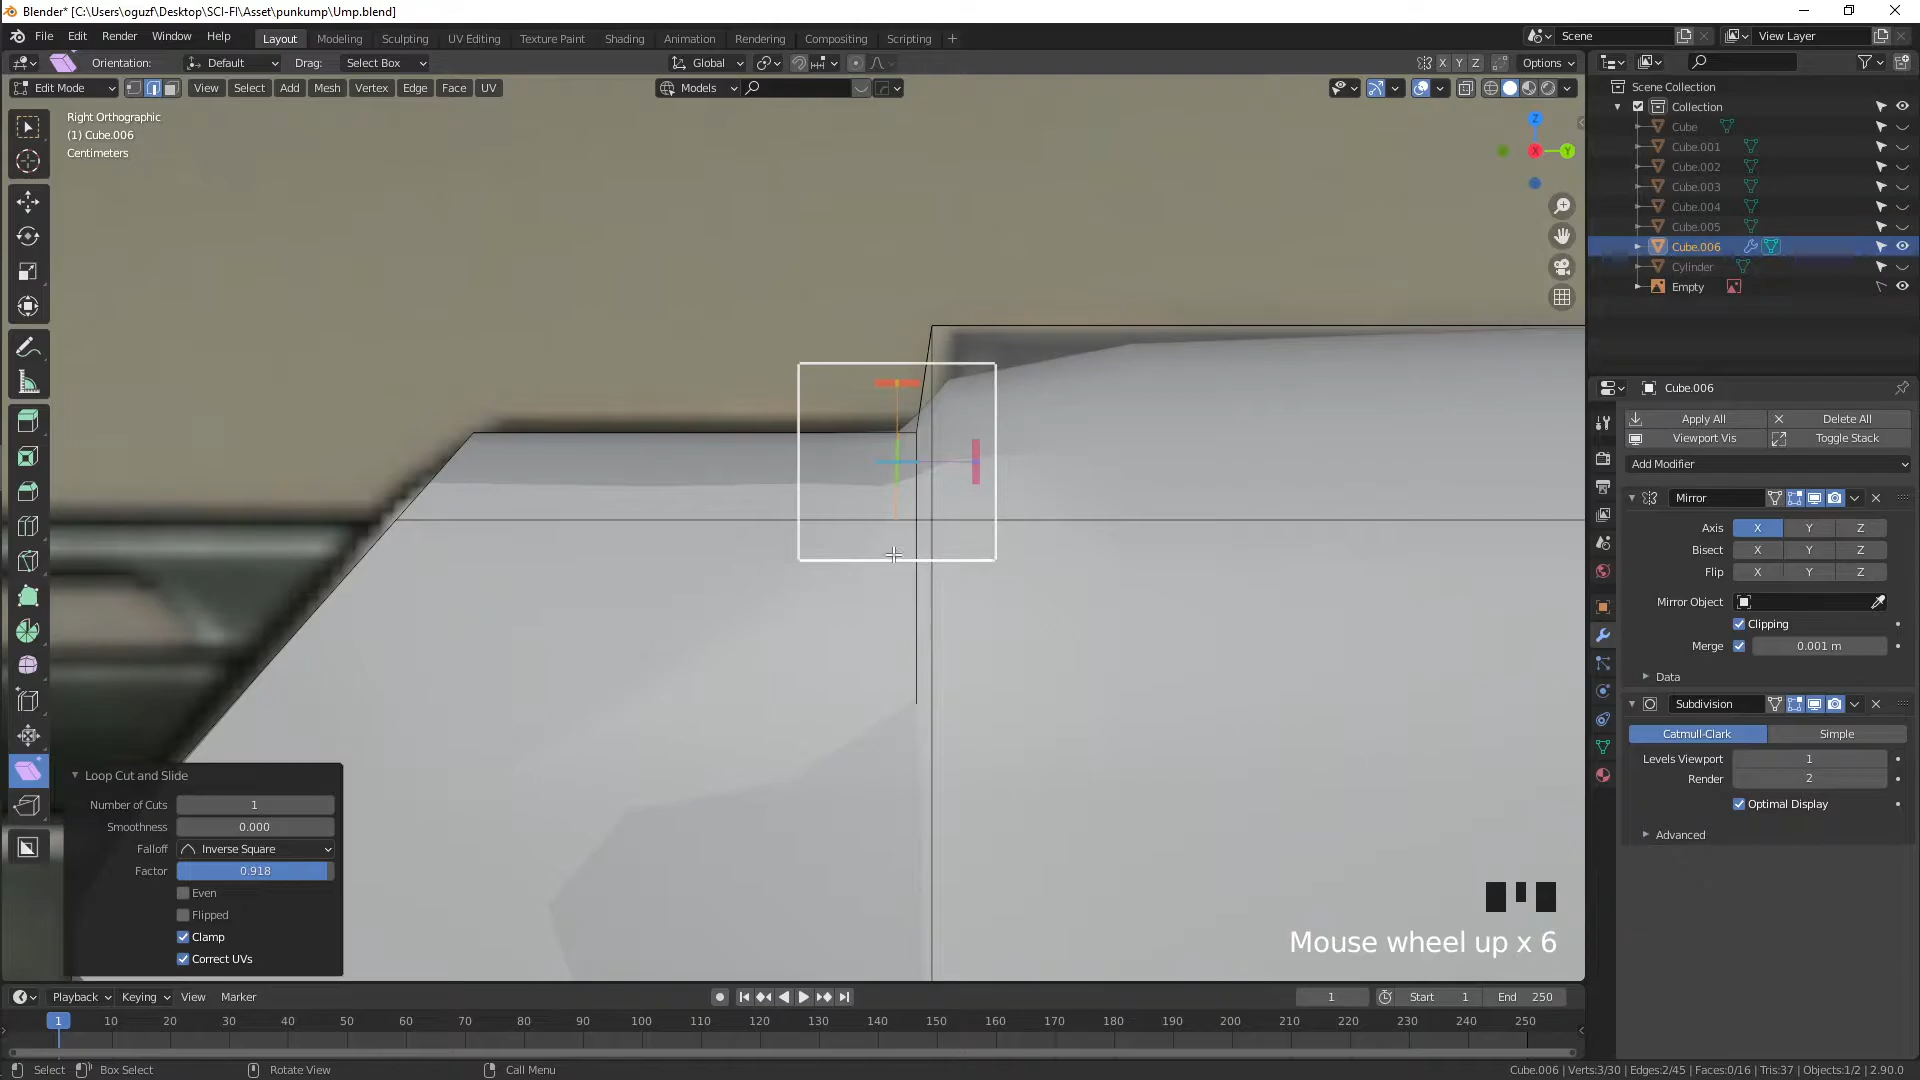 Blender* [C:\Users\oguzf\Desktop\SCI-FI\Asset\punkump\Ump.blend]
File Edit Render Window Help
Layout Modeling Sculpting UV Editing Texture Paint Shading Animation Rendering Compositing Scripting +
Scene
View Layer
Orientation: Default Drag: Select Box
Global
X Y Z
Options
Edit Mode View Select Add Mesh Vertex Edge Face UV
Models
Right Orthographic
(1) Cube.006
Centimeters
Z
X
Y
Scene Collection
Collection
Cube
Cube.001
Cube.002
Cube.003
Cube.004
Cube.005
Cube.006
Cylinder
Empty
Cube.006
Apply All Delete All
Viewport Vis Toggle Stack
Add Modifier
Mirror
Axis X Y Z
Bisect X Y Z
Flip X Y Z
Mirror Object
Clipping
Merge 0.001 m
Data
Subdivision
Catmull-Clark Simple
Levels Viewport 1
Render 2
Optimal Display
Advanced
Loop Cut and Slide
Number of Cuts 1
Smoothness 0.000
Falloff Inverse Square
Factor 0.918
Even
Flipped
Clamp
Correct UVs
Mouse wheel up x 6
Playback Keying View Marker
1 Start 1 End 250
1 10 20 30 40 50 60 70 80 90 100 110 120 130 140 150 160 170 180 190 200 210 220 230 240 250
Select Box Select Rotate View Call Menu
Cube.006 | Verts:3/30 | Edges:2/45 | Faces:0/16 | Tris:37 | Objects:1/2 | 2.90.0